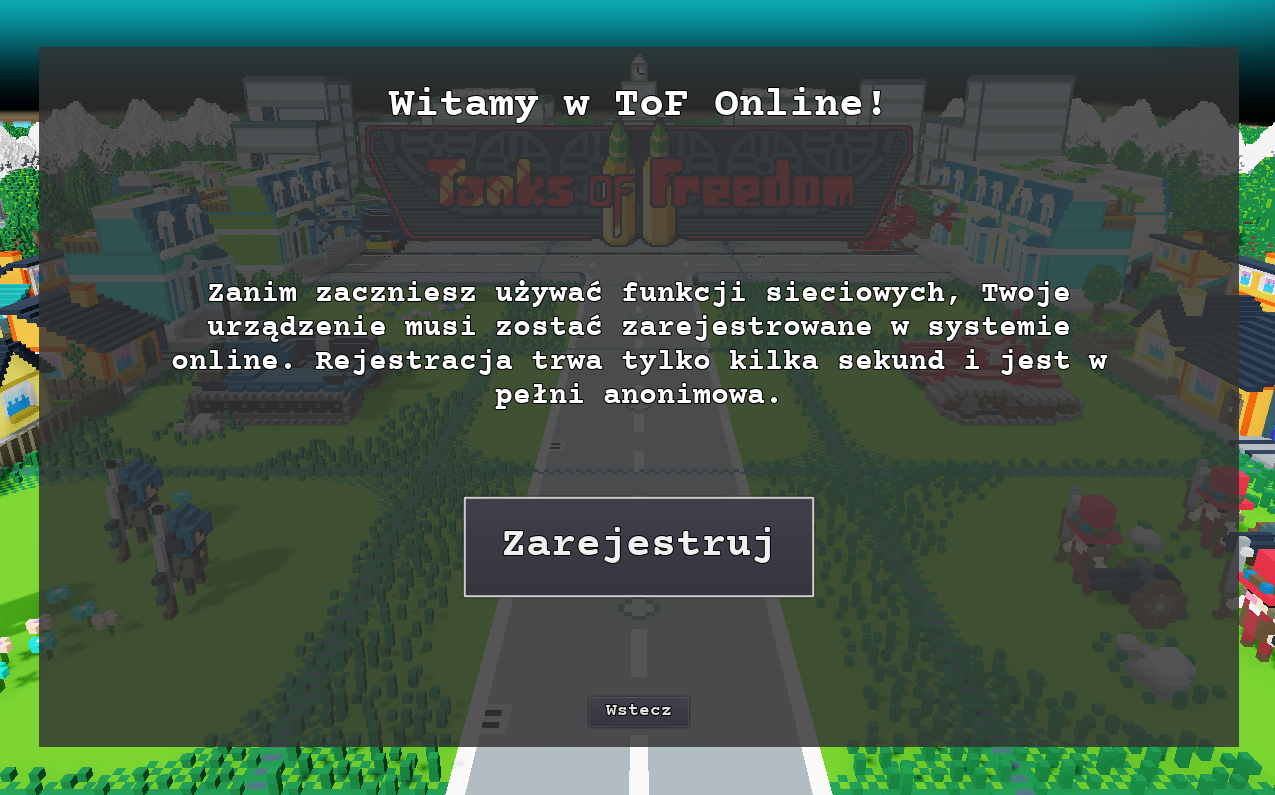 Witamy w ToF Online!
Tanks OF Freedom
Zanim zaczniesz używać funkcji sieciowych, Twoje
urządzenie musi zostać zarejestrowane w systemie
online. Rejestracja trwa tylko kilka sekund i jest w
pełni anonimowa.
Zarejestruj
Wstecz